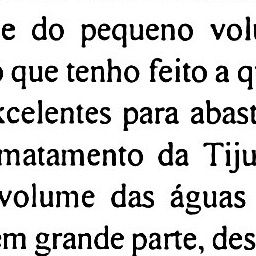 e do pequeno volu
o que tenho feito a q
xcelentes para abast
matamento da Tiju
volume das águas
em grande parte, des